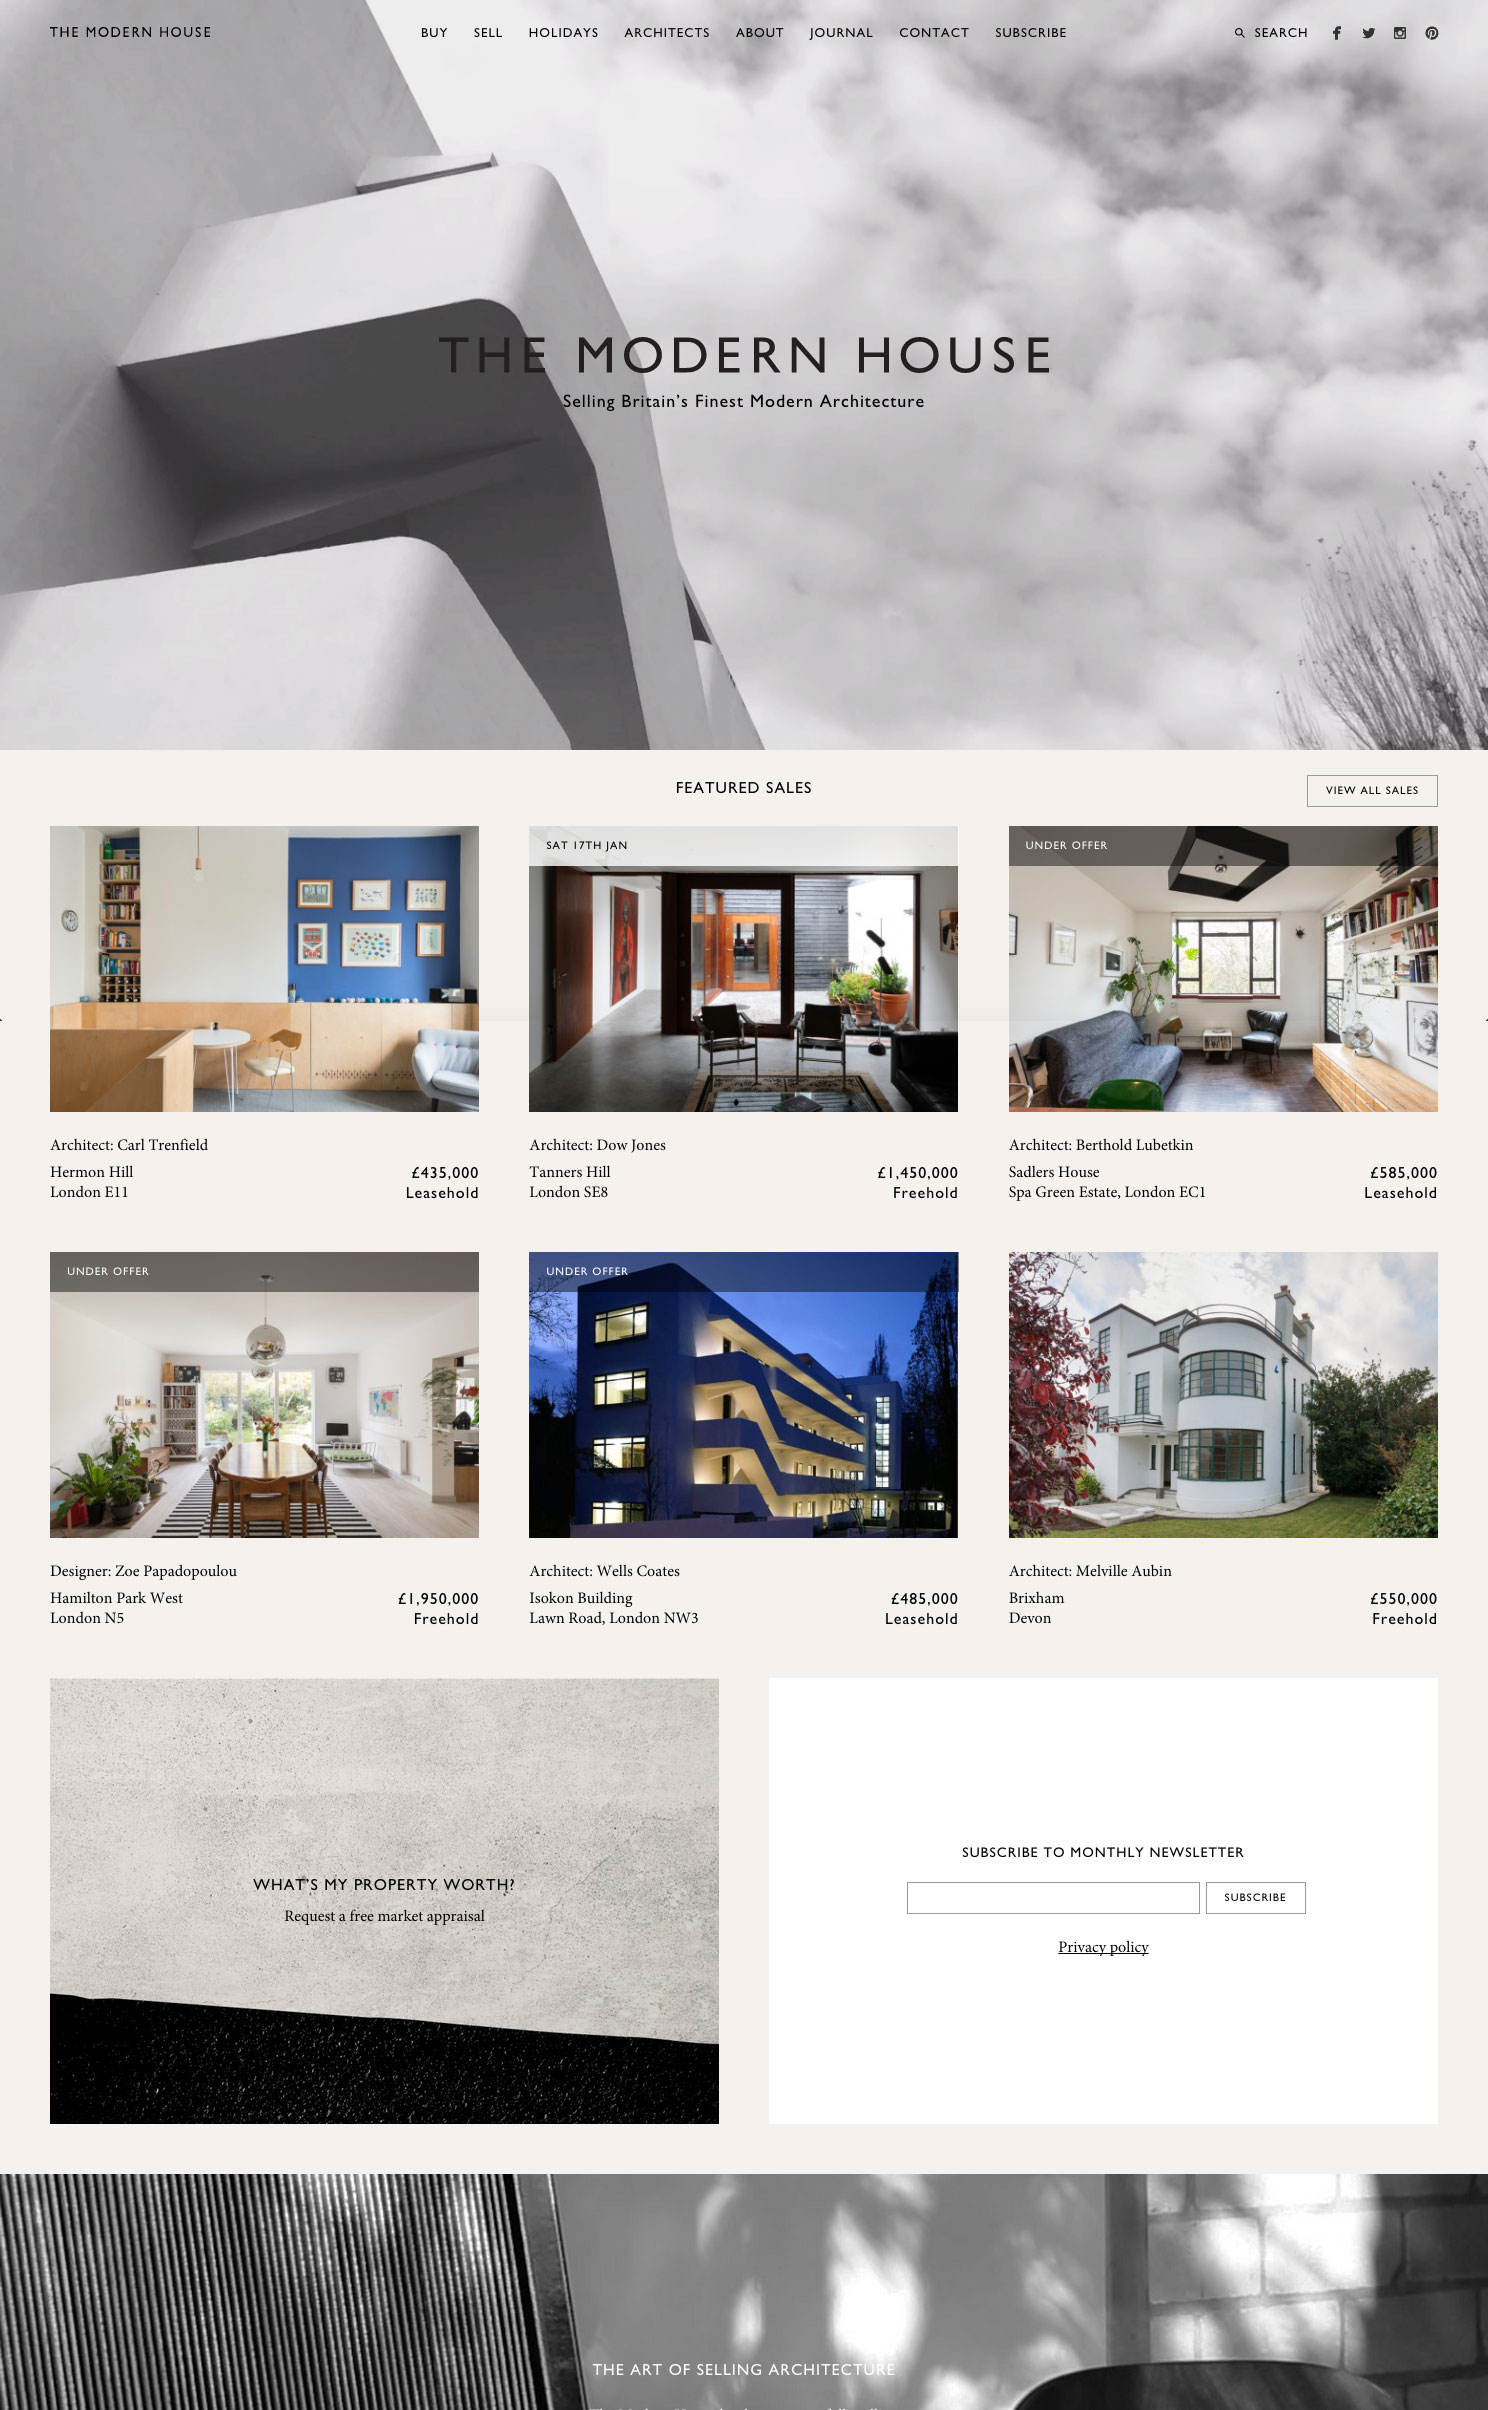 THE MODERN HOUSE
BUY SELL HOLIDAYS ARCHITECTS ABOUT JOURNAL CONTACT SUBSCRIBE
SEARCH
THE MODERN HOUSE
Selling Britain's Finest Modern Architecture
FEATURED SALES
VIEW ALL SALES
Architect: Carl Trenfield
Hermon Hill
London E11
£435,000
Leasehold
SAT 17TH JAN
Architect: Dow Jones
Tanners Hill
London SE8
£1,450,000
Freehold
UNDER OFFER
Architect: Berthold Lubetkin
Sadlers House
Spa Green Estate, London EC1
£585,000
Leasehold
UNDER OFFER
Designer: Zoe Papadopoulou
Hamilton Park West
London N5
£1,950,000
Freehold
UNDER OFFER
Architect: Wells Coates
Isokon Building
Lawn Road, London NW3
£485,000
Leasehold
Architect: Melville Aubin
Brixham
Devon
£550,000
Freehold
WHAT'S MY PROPERTY WORTH?
Request a free market appraisal
SUBSCRIBE TO MONTHLY NEWSLETTER
SUBSCRIBE
Privacy policy
THE ART OF SELLING ARCHITECTURE